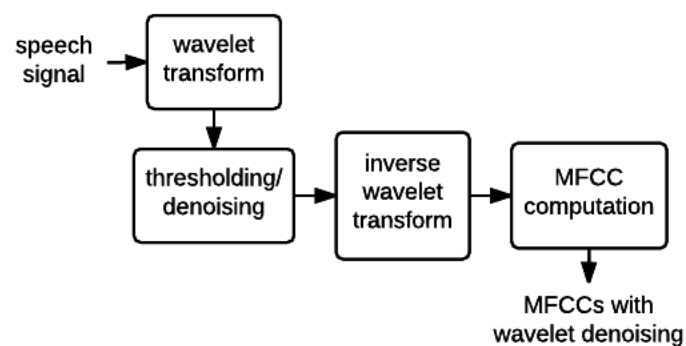 speech
signal
wavelet
transform
thresholding/
denoising
inverse
wavelet
transform
MFCC
computation
MFCCs with
wavelet denoising